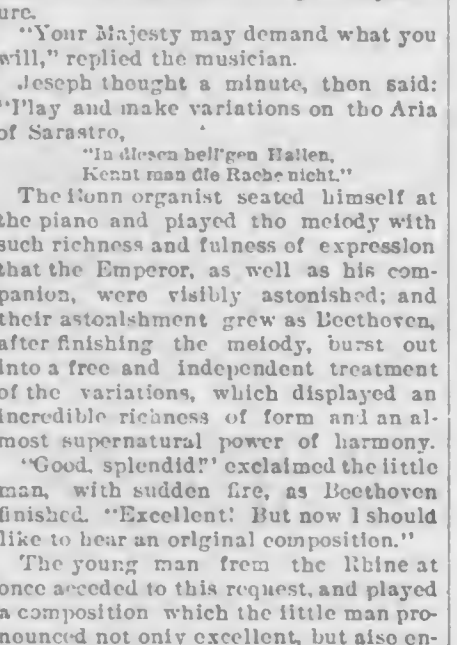 ure.
"Your Majesty may demand what you
will," replied the musician.
Joseph thought a minute, then said:
"Play and make variations on the Aria
of Sarastro,
"In diesen heil'gen Hallen,
Kennt man die Rache nicht."
The Bonn organist seated himself at
the piano and played the melody with
such richness and fulness of expression
that the Emperor, as well as his com-
panion, were visibly astonished; and
their astonishment grew as Beethoven,
after finishing the melody, burst out
into a free and independent treatment
of the variations, which displayed an
incredible richness of form and an al-
most supernatural power of harmony.
"Good, splendid!" exclaimed the little
man, with sudden fire, as Beethoven
finished. "Excellent! But now I should
like to hear an original composition."
The young man from the Rhine at
once acceded to this request, and played
a composition which the little man pro-
nounced not only excellent, but also en-